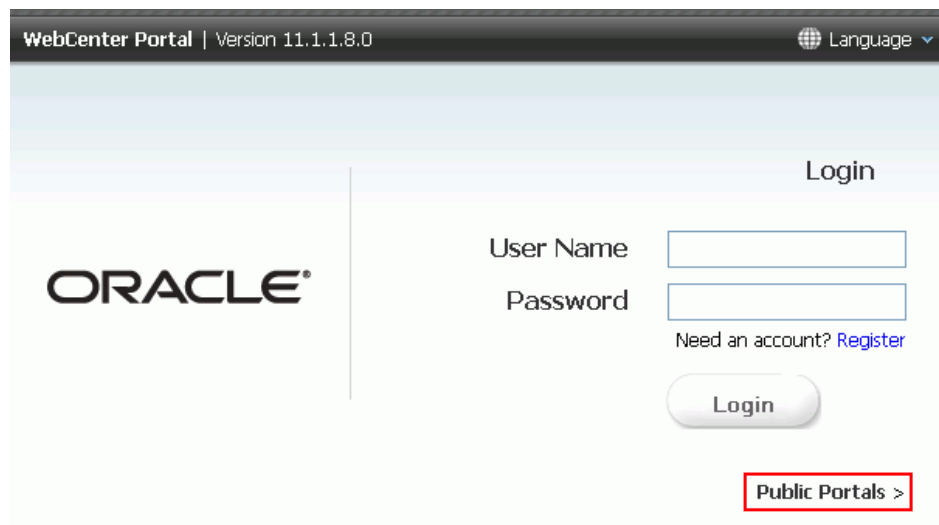 WebCenter Portal | Version 11.1.1.8.0 Language
Login
ORACLE®
User Name
Password
Need an account? Register
Login
Public Portals >